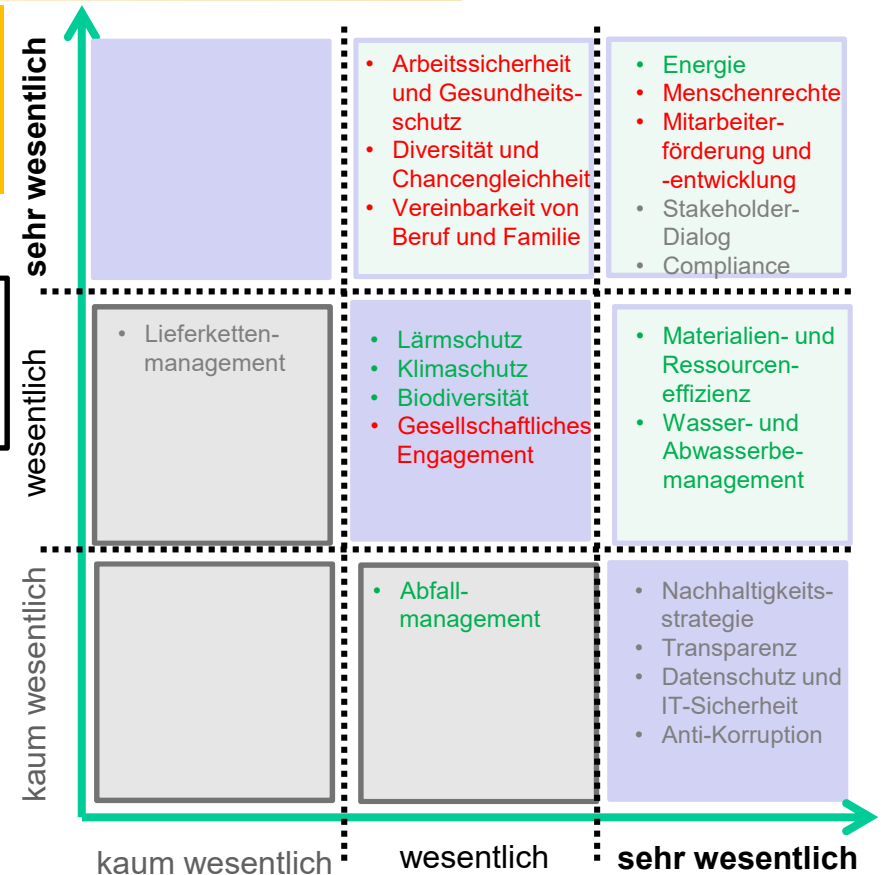 sehr wesentlich
• Arbeitssicherheit
und Gesundheits-
schutz
• Diversität und
Chancengleichheit
• Vereinbarkeit von
Beruf und Familie
• Energie
• Menschenrechte
• Mitarbeiter-
förderung und
-entwicklung
• Stakeholder-
Dialog
• Compliance
wesentlich
• Lieferketten-
management
• Lärmschutz
• Klimaschutz
• Biodiversität
• Gesellschaftliches
Engagement
• Materialien- und
Ressourcen-
effizienz
• Wasser- und
Abwasserbe-
management
kaum wesentlich
• Abfall-
management
• Nachhaltigkeits-
strategie
• Transparenz
• Datenschutz und
IT-Sicherheit
• Anti-Korruption
kaum wesentlich
wesentlich
sehr wesentlich